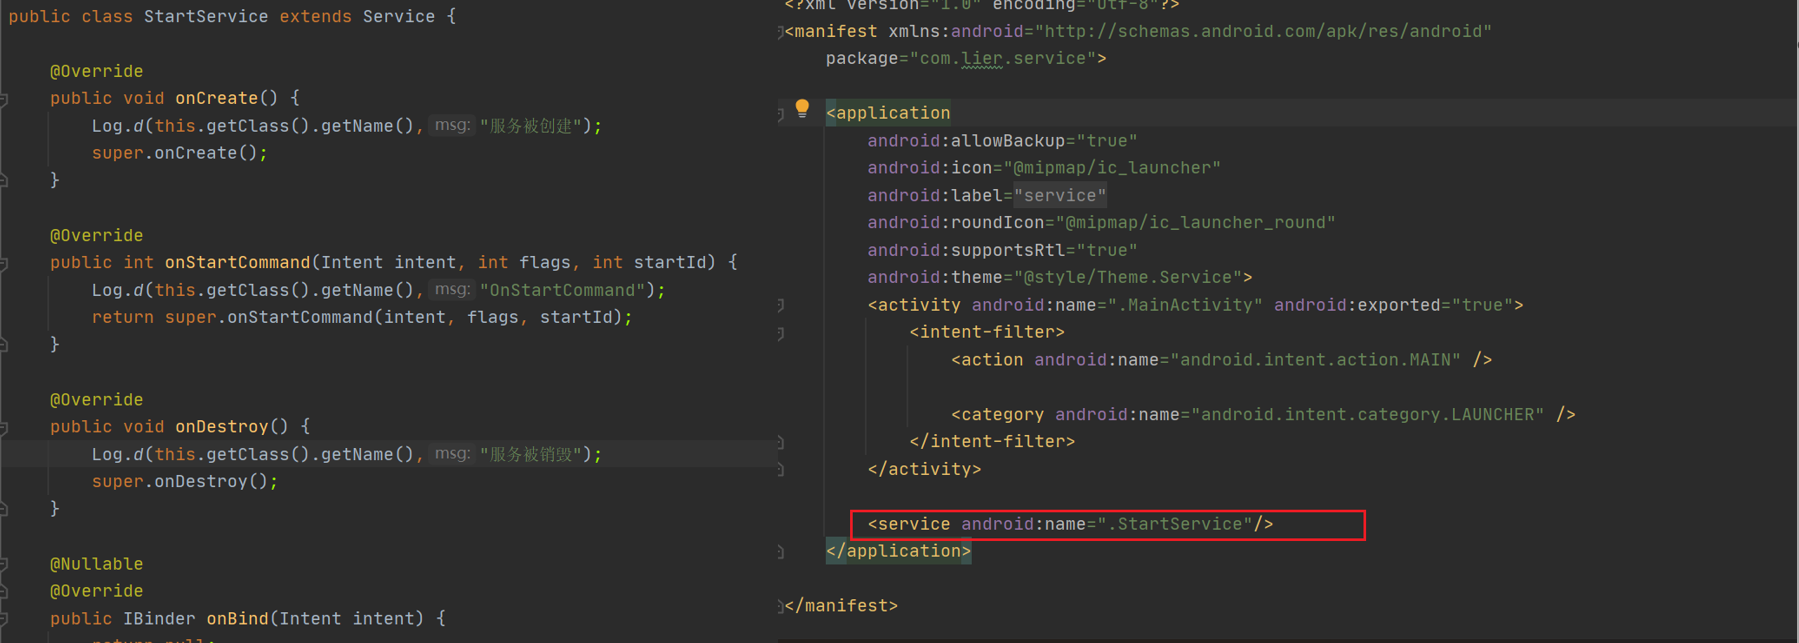 public class StartService extends Service {
@Override
public void onCreate() {
Log.d(this.getClass().getName(), msg: "服务被创建");
super.onCreate();
}
@Override
public int onStartCommand(Intent intent, int flags, int startId) {
Log.d(this.getClass().getName(), msg: "OnStartCommand");
return super.onStartCommand(intent, flags, startId);
}
@Override
public void onDestroy() {
Log.d(this.getClass().getName(), msg: "服务被销毁");
super.onDestroy();
}
@Nullable
@Override
public IBinder onBind(Intent intent) {
return null;
<?xml version="1.0" encoding="utf-8"?>
<manifest xmlns:android="http://schemas.android.com/apk/res/android"
package="com.lier.service">
<application
android:allowBackup="true"
android:icon="@mipmap/ic_launcher"
android:label="service"
android:roundIcon="@mipmap/ic_launcher_round"
android:supportsRtl="true"
android:theme="@style/Theme.Service">
<activity android:name=".MainActivity" android:exported="true">
<intent-filter>
<action android:name="android.intent.action.MAIN" />
<category android:name="android.intent.category.LAUNCHER" />
</intent-filter>
</activity>
<service android:name=".StartService"/>
</application>
</manifest>